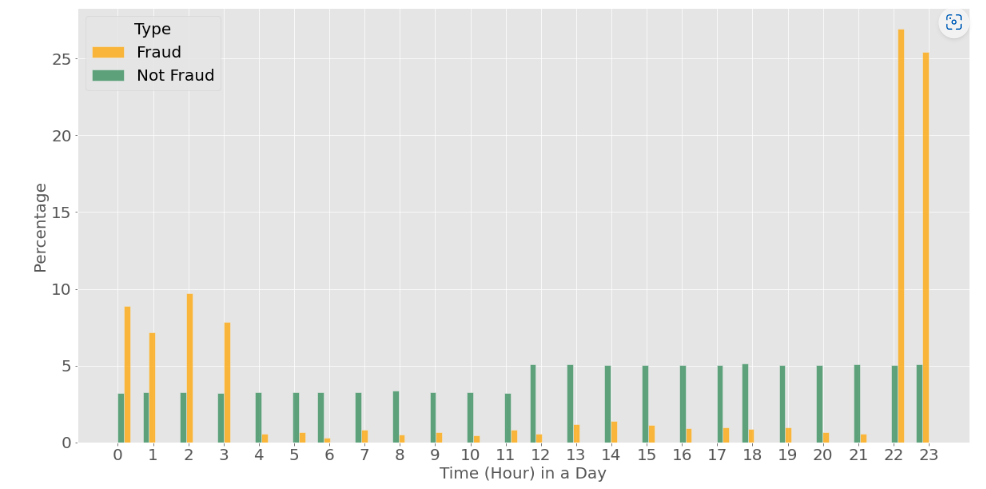 Type
Fraud
Not Fraud
25
20
15
10
5
0
Percentage
0 1 2 3 4 5 6 7 8 9 10 11 12 13 14 15 16 17 18 19 20 21 22 23
Time (Hour) in a Day